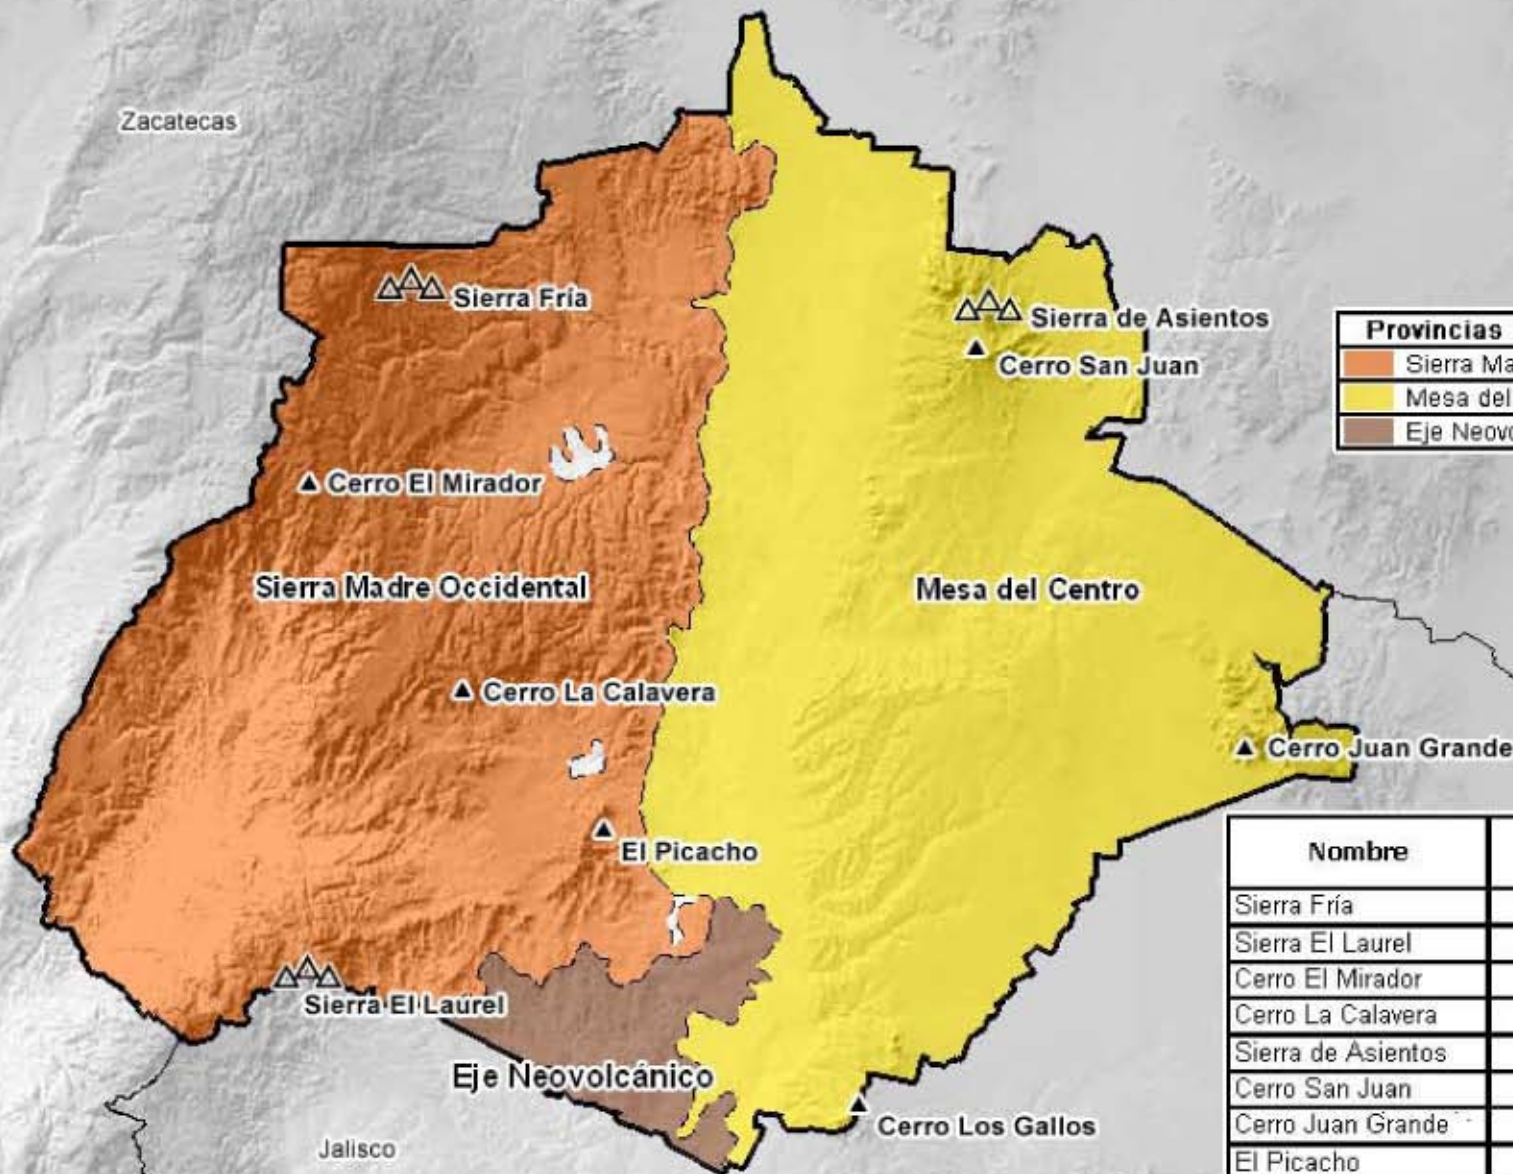 Zacatecas
Sierra Fría
Sierra de Asientos
Cerro San Juan
Provincias
Sierra Ma
Mesa del
Eje Neovo
Cerro El Mirador
Sierra Madre Occidental
Mesa del Centro
Cerro La Calavera
Cerro Juan Grande
El Picacho
Sierra El Laurel
Eje Neovolcánico
Cerro Los Gallos
Jalisco
Nombre
Sierra Fría
Sierra El Laurel
Cerro El Mirador
Cerro La Calavera
Sierra de Asientos
Cerro San Juan
Cerro Juan Grande
El Picacho